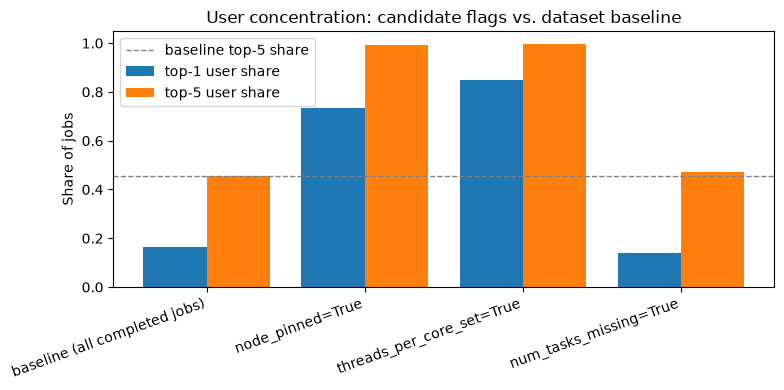 User concentration: candidate flags vs. dataset baseline
baseline top-5 share
top-1 user share
top-5 user share
Share of jobs
1.0
0.8
0.6
0.4
0.2
0.0
baseline (all completed jobs)
node_pinned=True
threads_per_core_set=True
num_tasks_missing=True